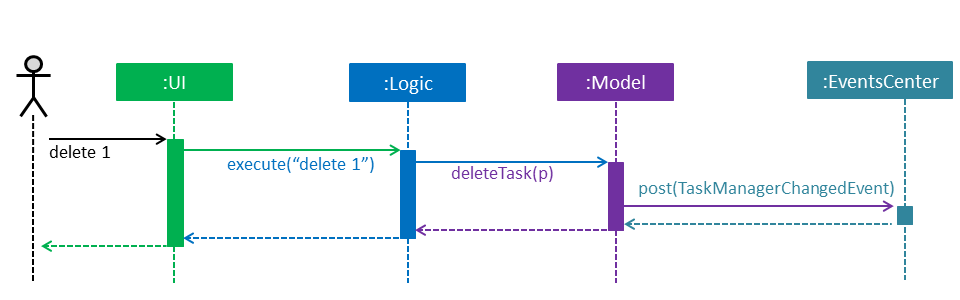 :UI
:Logic
:Model
:EventsCenter
delete 1
execute(“delete 1”)
deleteTask(p)
post(TaskManagerChangedEvent)